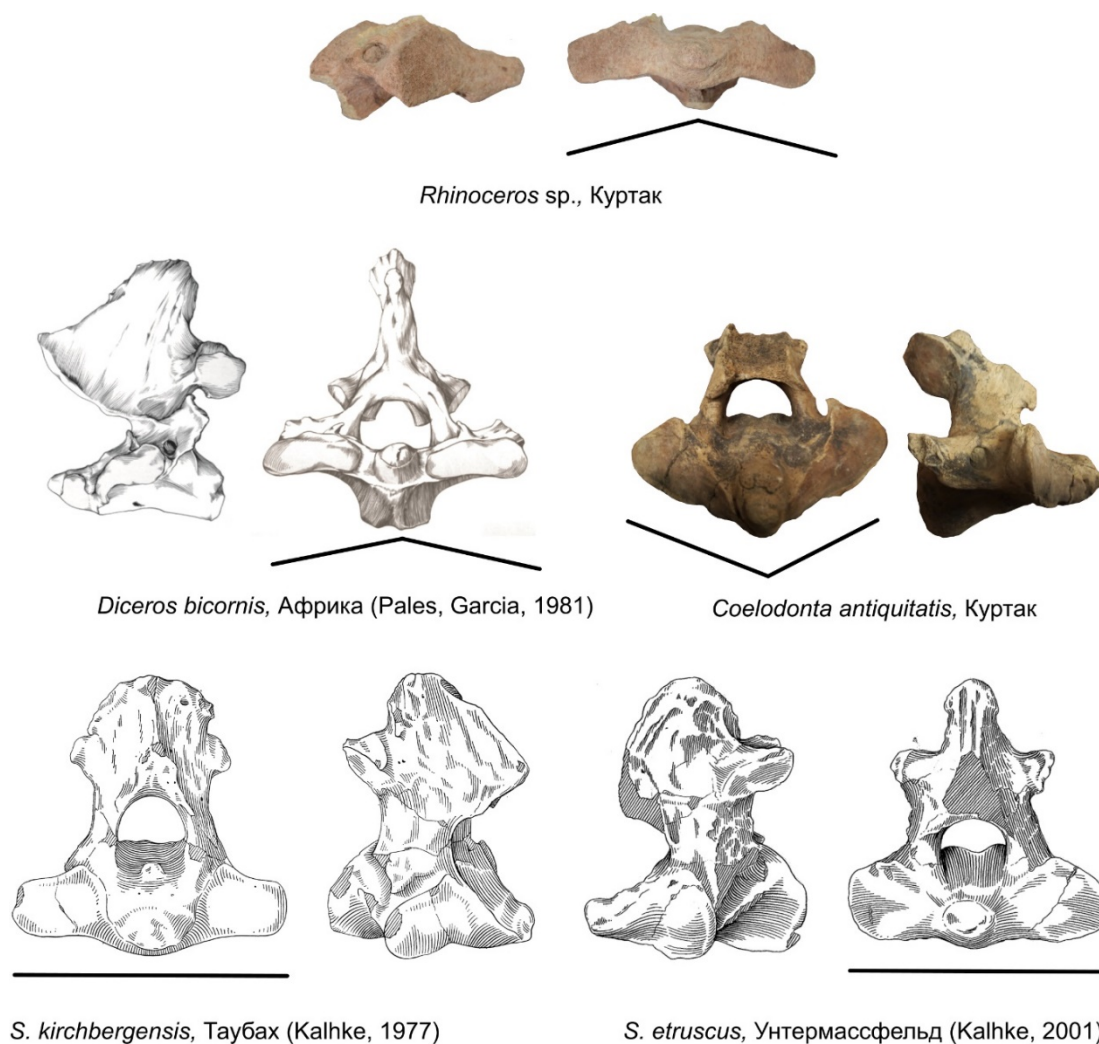 Rhinoceros sp., Куртак
Diceros bicornis, Африка (Pales, Garcia, 1981)
Coelodonta antiquitatis, Куртак
S. kirchbergensis, Таубах (Kalhke, 1977)
S. etruscus, Унтермассфельд (Kalhke, 2001)